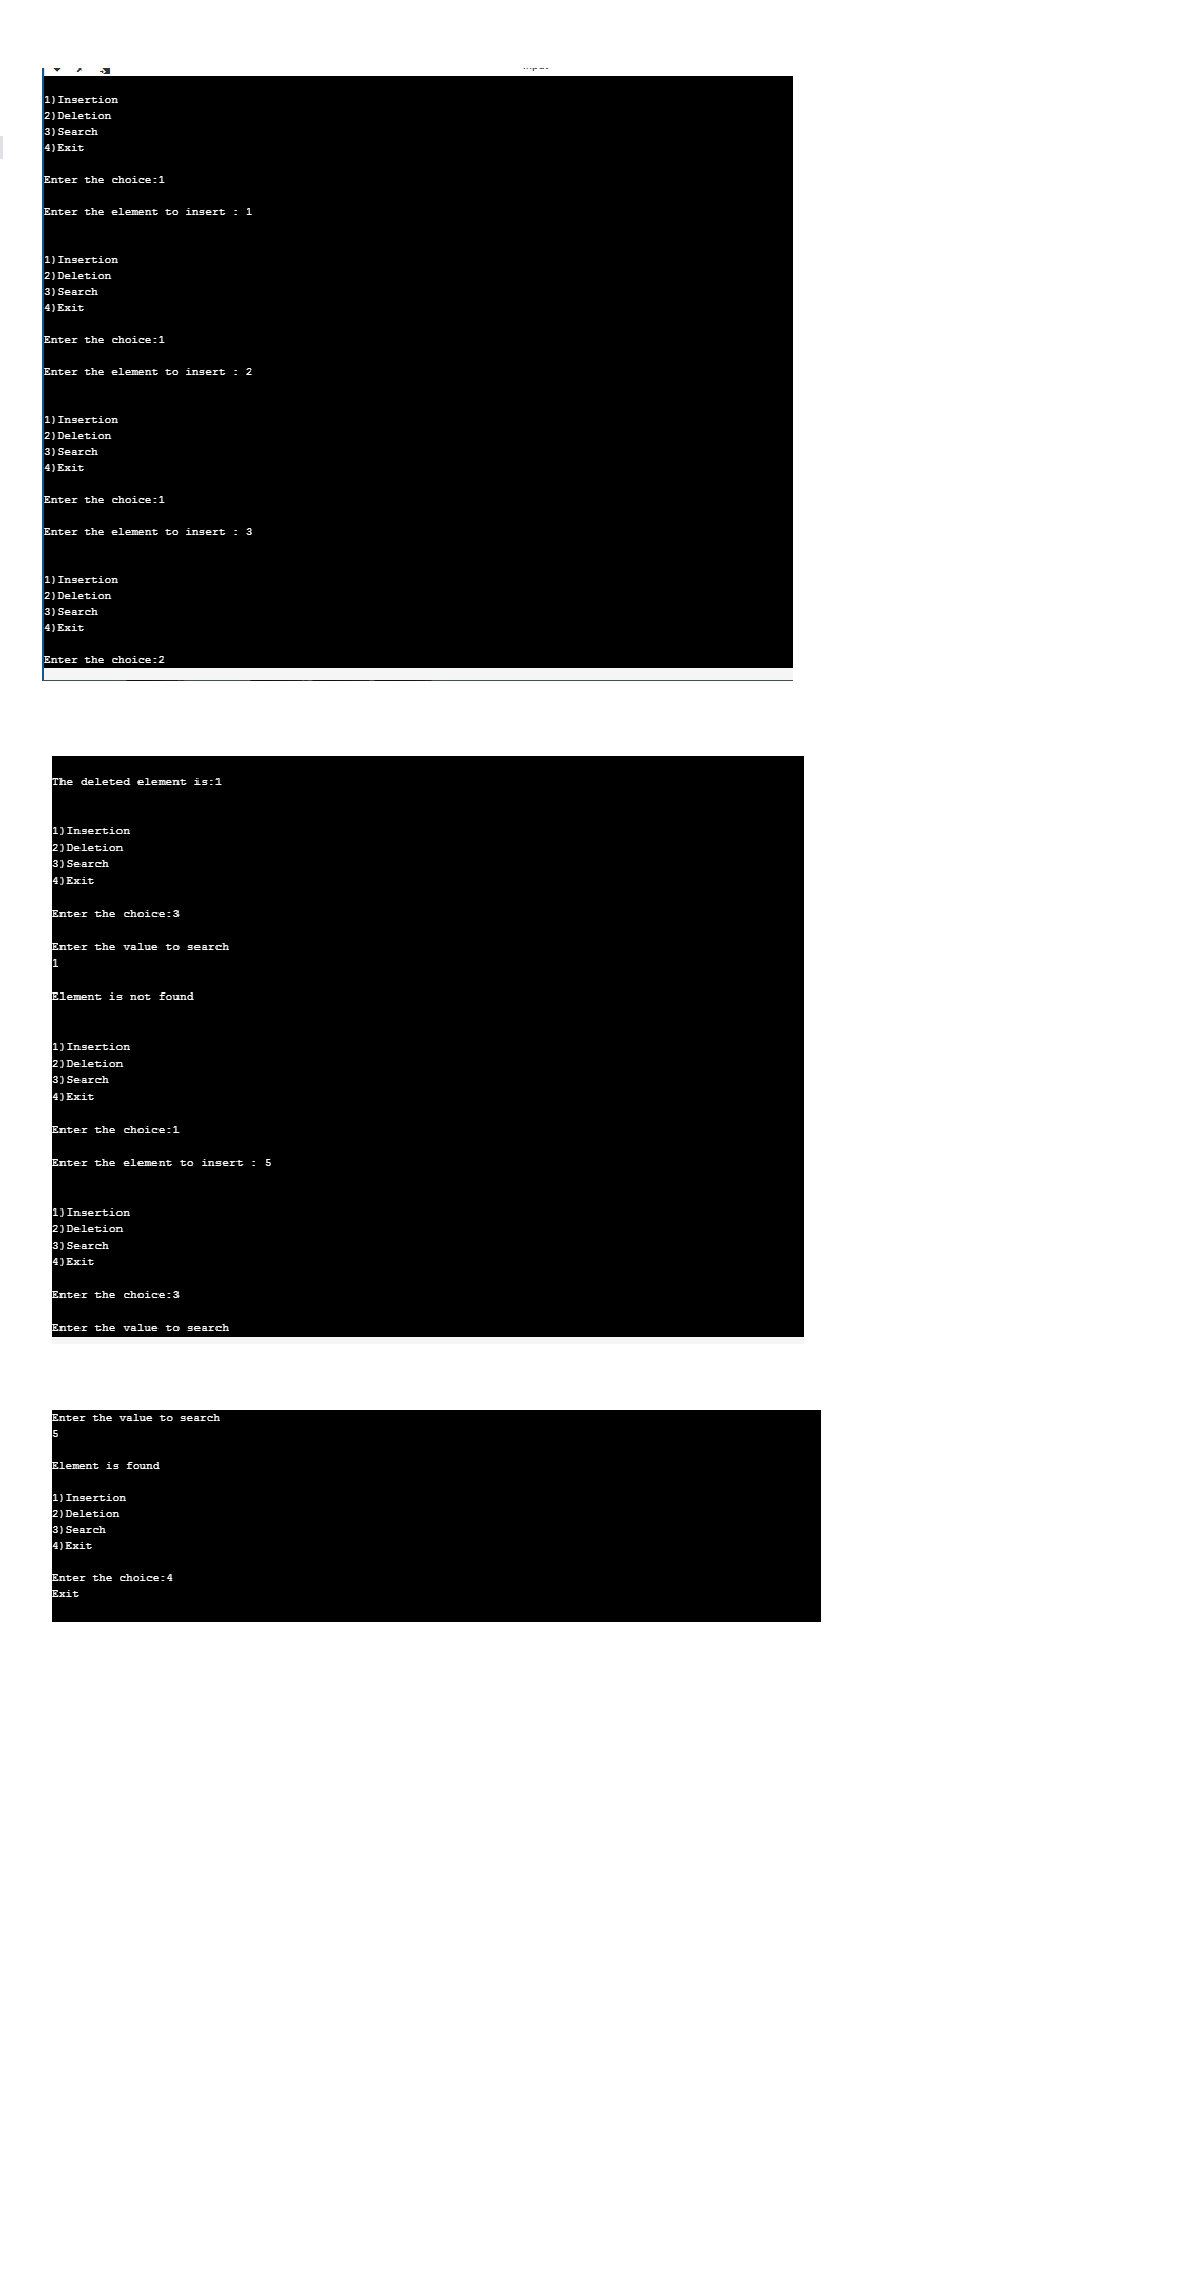 1)Insertion
2)Deletion
3)Search
4)Exit
Enter the choice:1
Enter the element to insert : 1
1)Insertion
2)Deletion
3)Search
4)Exit
Enter the choice:1
Enter the element to insert : 2
1)Insertion
2)Deletion
3)Search
4)Exit
Enter the choice:1
Enter the element to insert : 3
1)Insertion
2)Deletion
3)Search
4)Exit
Enter the choice:2
The deleted element is:1
1)Insertion
2)Deletion
3)Search
4)Exit
Enter the choice:3
Enter the value to search
1
Element is not found
1)Insertion
2)Deletion
3)Search
4)Exit
Enter the choice:1
Enter the element to insert : 5
1)Insertion
2)Deletion
3)Search
4)Exit
Enter the choice:3
Enter the value to search
Enter the value to search
5
Element is found
1)Insertion
2)Deletion
3)Search
4)Exit
Enter the choice:4
Exit